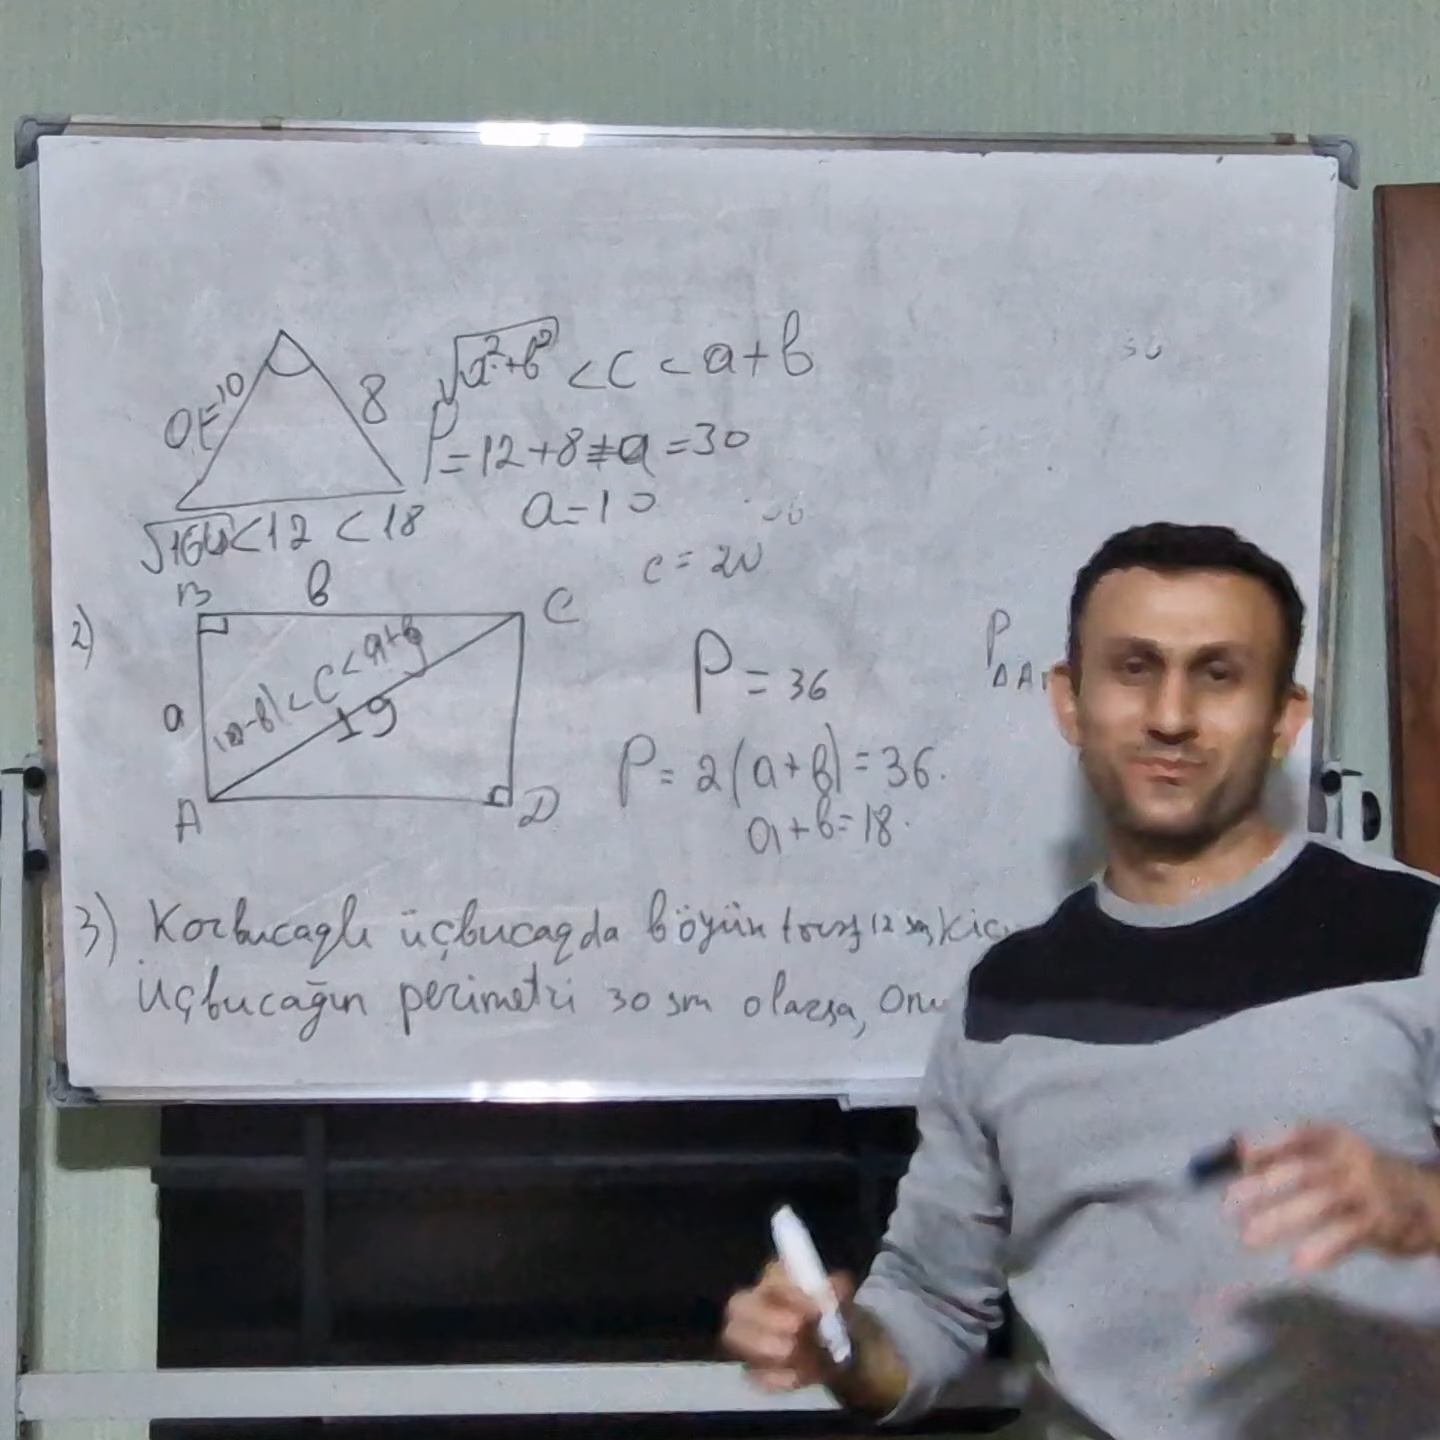 a=10
8
√a²+b² < c < a+b
P=12+8+a=30
a=10
√164<12<18
c=20
2)
B b C
|a-b|<C<a+b
19
a
A D
P=36
P=2(a+b)=36.
a+b=18.
P
ΔA
3) Korbucaqlı üçbucaqda böyük tərəf 12 sm,
Üçbucağın perimetri 30 sm olarsa,